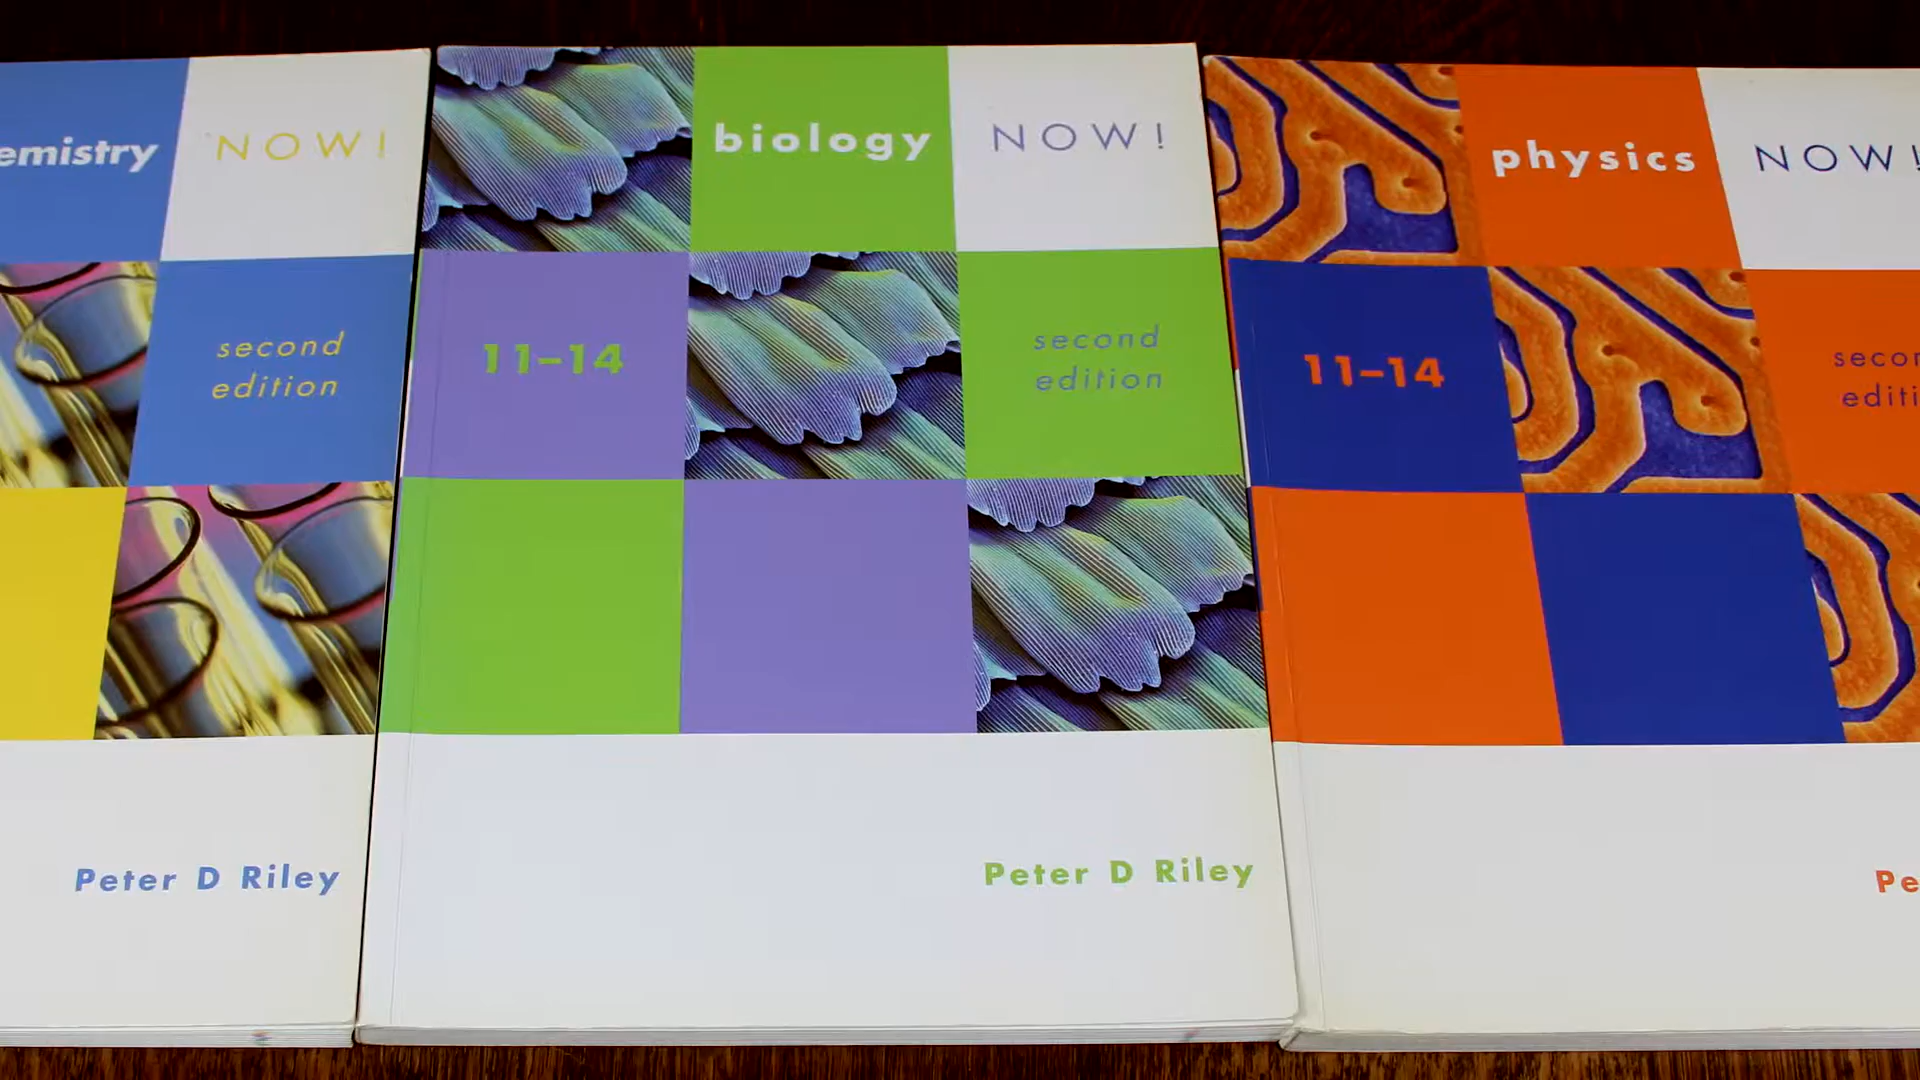 emistry NOW!
second
edition
Peter D Riley
biology NOW!
11–14
second
edition
Peter D Riley
physics NOW!
11–14
secon
editi
Pe